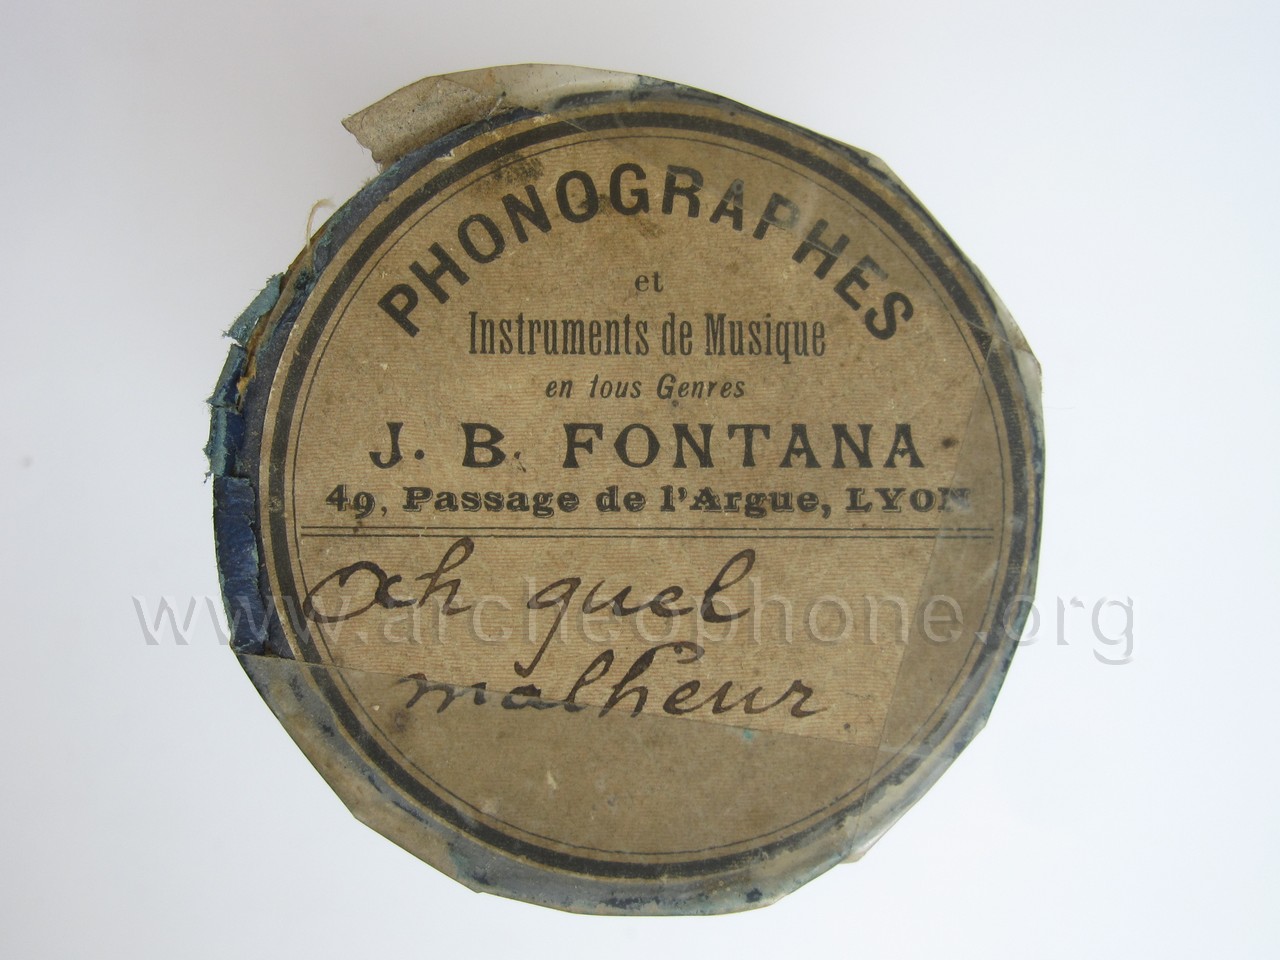 PHONOGRAPHES
et
Instruments de Musique
en tous Genres
J. B. FONTANA
49, Passage de l'Argue, LYON
Och quel
malheur
www.archeophone.org